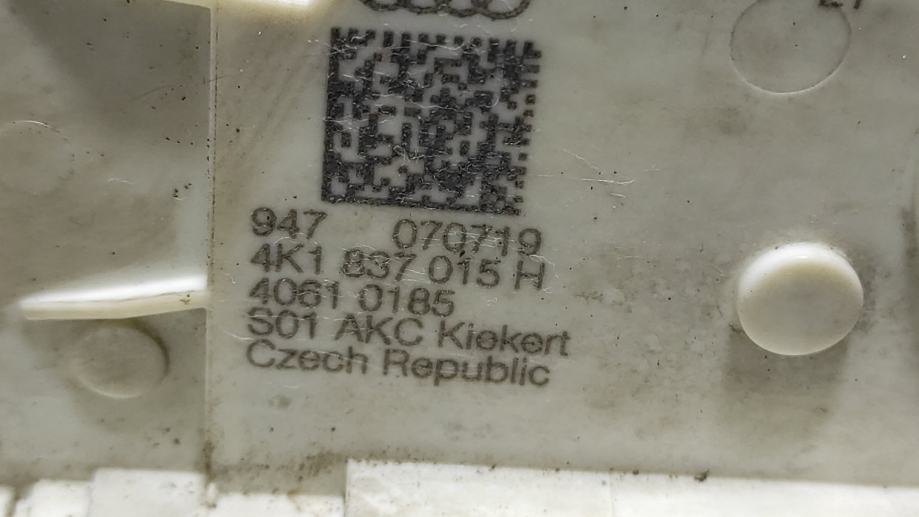 947 070719
4K1 837 015 H
4061 0185
S01 AKC Kiekert
Czech Republic